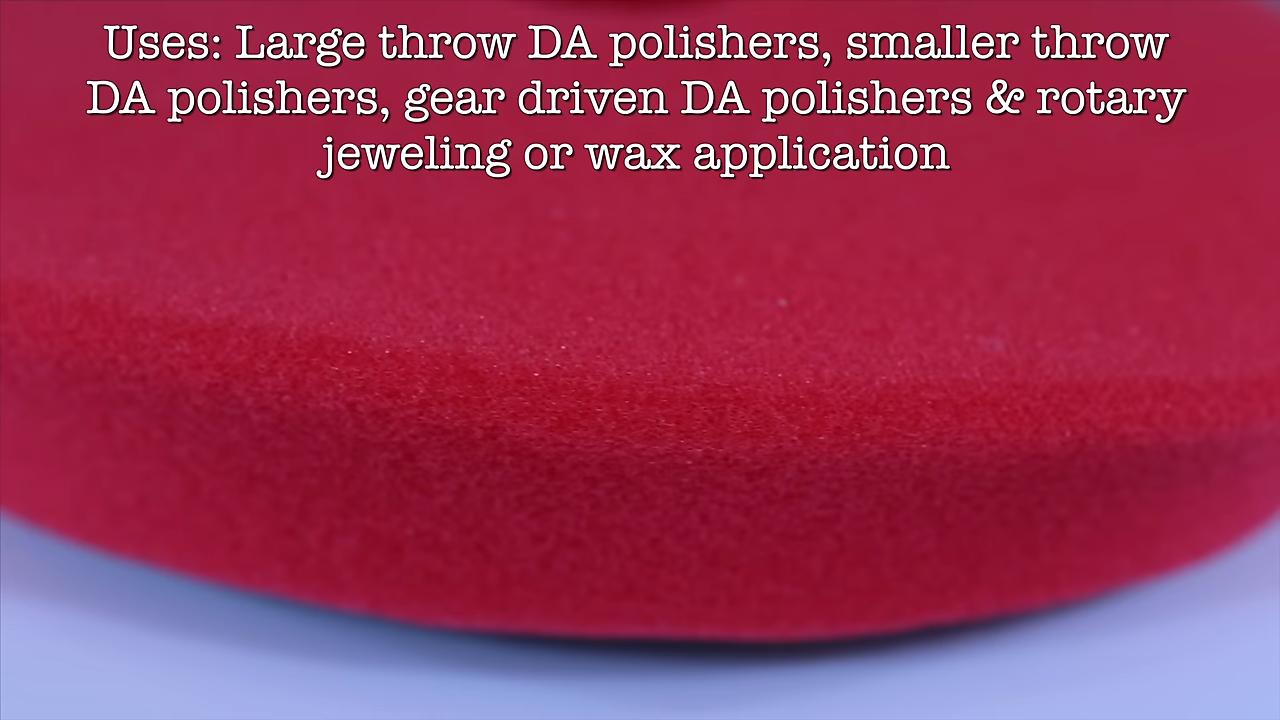 Uses: Large throw DA polishers, smaller throw
DA polishers, gear driven DA polishers & rotary
jeweling or wax application